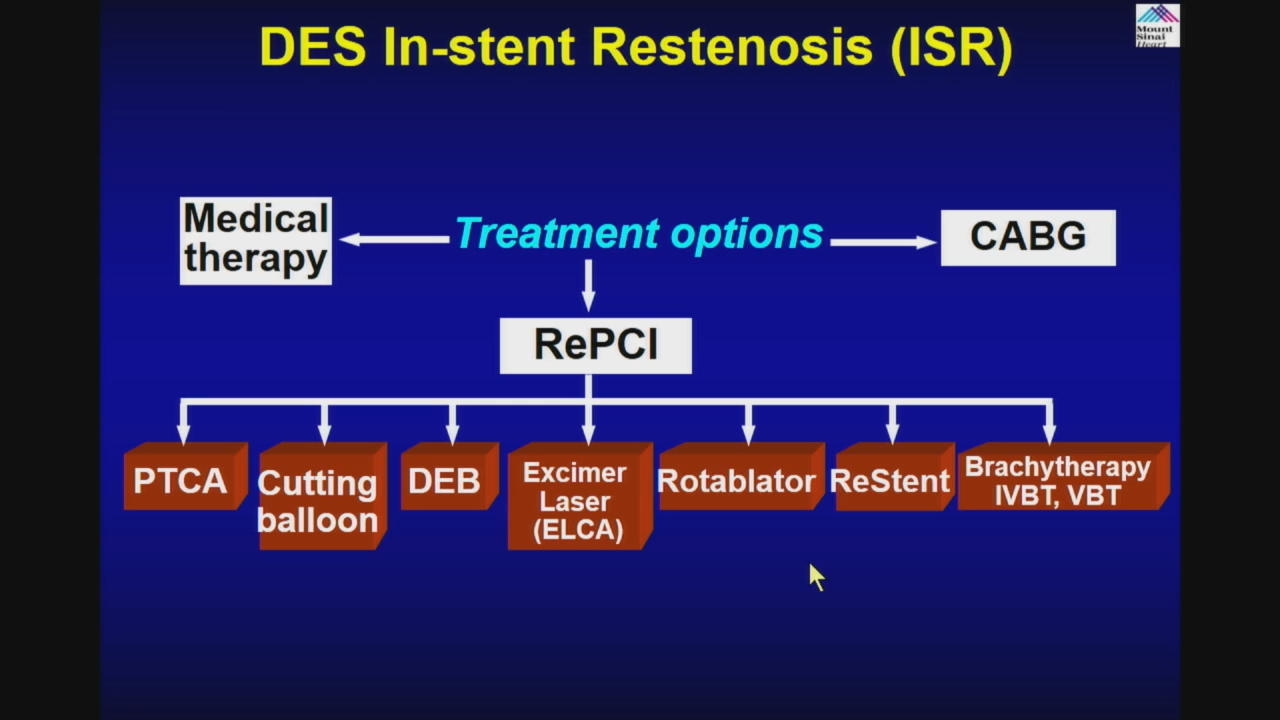 DES In-stent Restenosis (ISR)
Mount
Sinai
Heart
Medical
therapy
Treatment options
CABG
RePCI
PTCA
Cutting
balloon
DEB
Excimer
Laser
(ELCA)
Rotablator
ReStent
Brachytherapy
IVBT, VBT